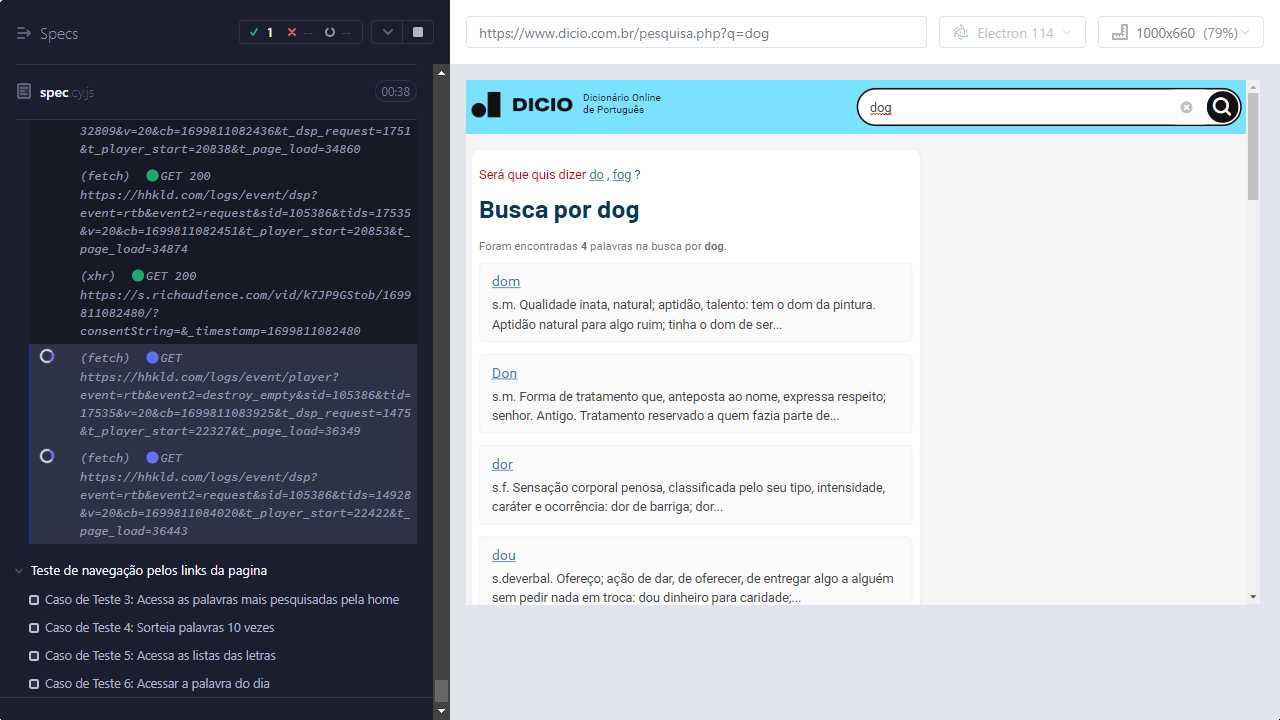 Specs
1
--
--
https://www.dicio.com.br/pesquisa.php?q=dog
Electron 114
1000x660 (79%)
spec.cy.js
00:38
32809&v=20&cb=1699811082436&t_dsp_request=1751
&t_player_start=20838&t_page_load=34860
(fetch) GET 200
https://hhkld.com/logs/event/dsp?
event=rtb&event2=request&sid=105386&tids=17535
&v=20&cb=1699811082451&t_player_start=20853&t_
page_load=34874
(xhr) GET 200
https://s.richaudience.com/vid/k7JP9GStob/1699
811082480/?
consentString=&_timestamp=1699811082480
(fetch) GET
https://hhkld.com/logs/event/player?
event=rtb&event2=destroy_empty&sid=105386&tid=
17535&v=20&cb=1699811083925&t_dsp_request=1475
&t_player_start=22327&t_page_load=36349
(fetch) GET
https://hhkld.com/logs/event/dsp?
event=rtb&event2=request&sid=105386&tids=14928
&v=20&cb=1699811084020&t_player_start=22422&t_
page_load=36443
Teste de navegação pelos links da pagina
Caso de Teste 3: Acessa as palavras mais pesquisadas pela home
Caso de Teste 4: Sorteia palavras 10 vezes
Caso de Teste 5: Acessa as listas das letras
Caso de Teste 6: Acessar a palavra do dia
DICIO
Dicionário Online
de Português
dog
Será que quis dizer do , fog ?
Busca por dog
Foram encontradas 4 palavras na busca por dog.
dom
s.m. Qualidade inata, natural; aptidão, talento: tem o dom da pintura.
Aptidão natural para algo ruim; tinha o dom de ser...
Don
s.m. Forma de tratamento que, anteposta ao nome, expressa respeito;
senhor. Antigo. Tratamento reservado a quem fazia parte de...
dor
s.f. Sensação corporal penosa, classificada pelo seu tipo, intensidade,
caráter e ocorrência: dor de barriga; dor...
dou
s.deverbal. Ofereço; ação de dar, de oferecer, de entregar algo a alguém
sem pedir nada em troca: dou dinheiro para caridade;...